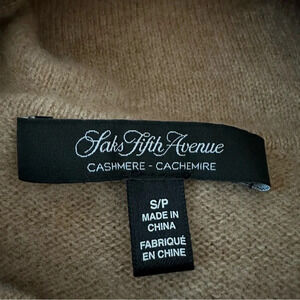 Saks Fifth Avenue
CASHMERE - CACHEMIRE
S/P
MADE IN
CHINA
FABRIQUÉ
EN CHINE